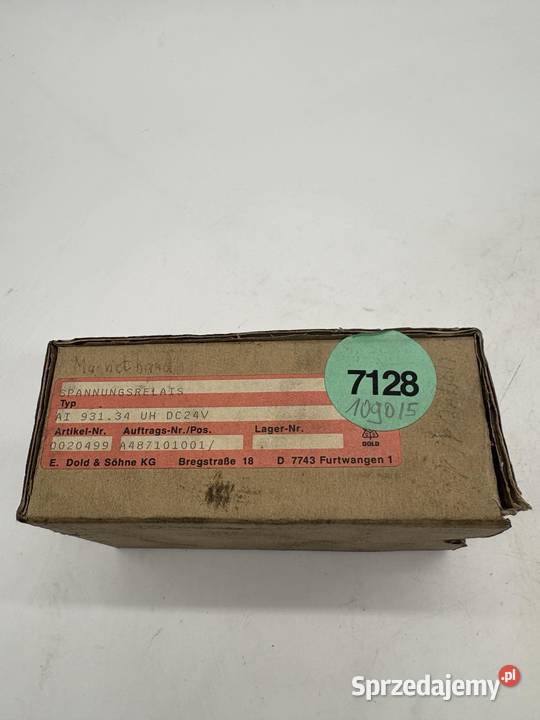 Magnetband
SPANNUNGSRELAIS
Typ
AI 931.34 UH DC24V
Artikel-Nr. Auftrags-Nr./Pos. Lager-Nr.
0020499 A487101001/ .
DOLD
E. Dold & Söhne KG Bregstraße 18 D 7743 Furtwangen 1
7128
109015
Sprzedajemy.pl